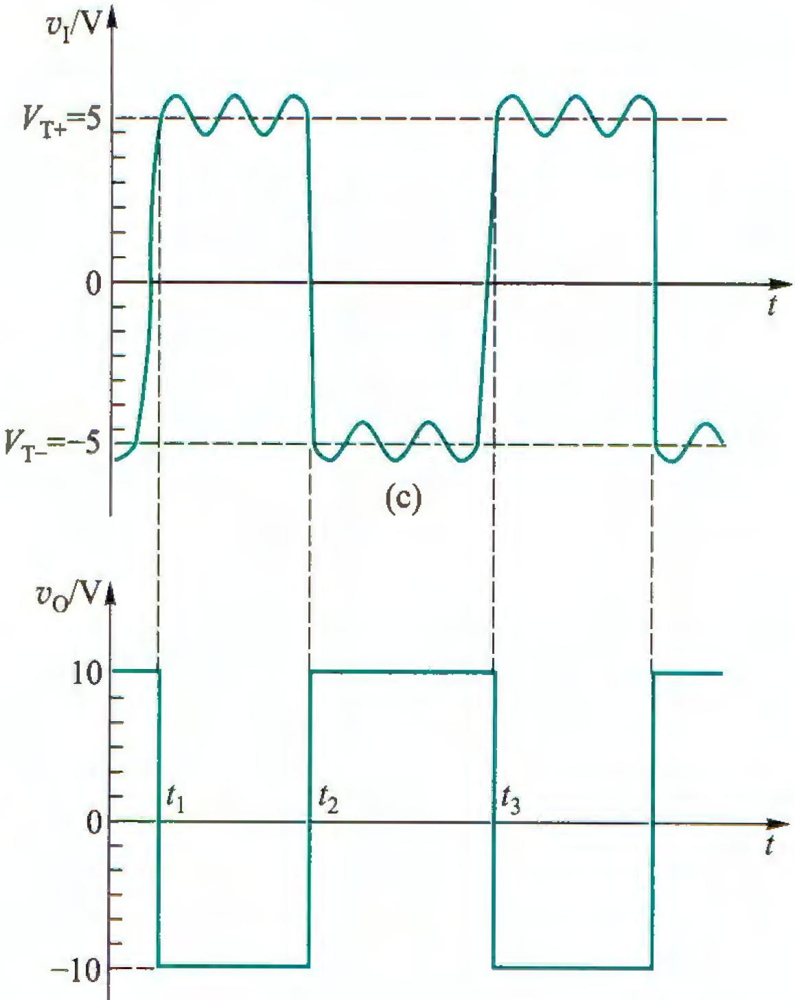 v_I/V
V_T+=5
0
t
V_T−=−5
(c)
v_O/V
10
t_1
t_2
t_3
0
t
−10